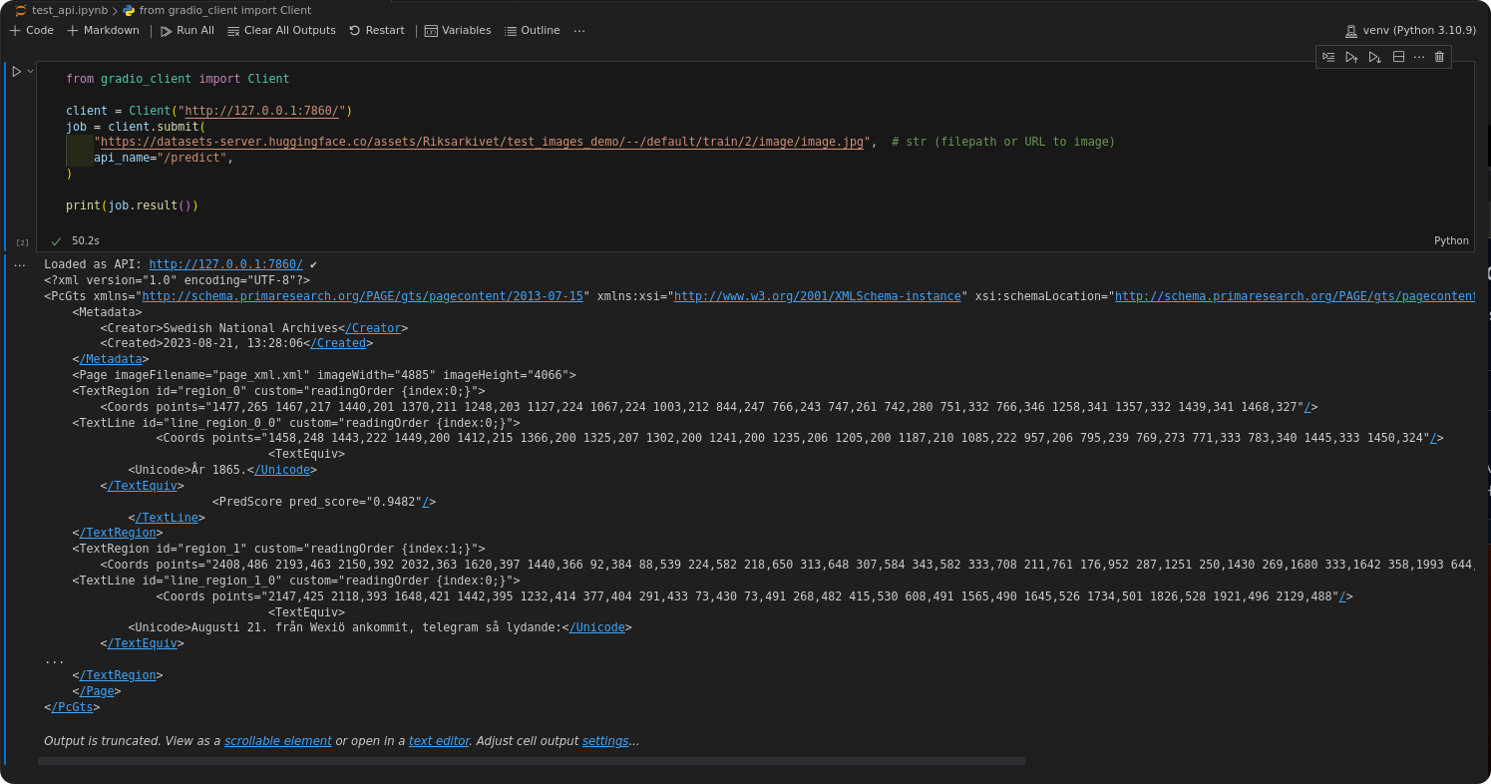 test_api.ipynb > from gradio_client import Client
+ Code + Markdown | Run All Clear All Outputs Restart | Variables Outline ... venv (Python 3.10.9)
from gradio_client import Client
client = Client("http://127.0.0.1:7860/")
job = client.submit(
"https://datasets-server.huggingface.co/assets/Riksarkivet/test_images_demo/--/default/train/2/image/image.jpg", # str (filepath or URL to image)
api_name="/predict",
)
print(job.result())
[2] ✓ 50.2s Python
... Loaded as API: http://127.0.0.1:7860/ ✔
<?xml version="1.0" encoding="UTF-8"?>
<PcGts xmlns="http://schema.primaresearch.org/PAGE/gts/pagecontent/2013-07-15" xmlns:xsi="http://www.w3.org/2001/XMLSchema-instance" xsi:schemaLocation="http://schema.primaresearch.org/PAGE/gts/pagecontent
<Metadata>
<Creator>Swedish National Archives</Creator>
<Created>2023-08-21, 13:28:06</Created>
</Metadata>
<Page imageFilename="page_xml.xml" imageWidth="4885" imageHeight="4066">
<TextRegion id="region_0" custom="readingOrder {index:0;}">
<Coords points="1477,265 1467,217 1440,201 1370,211 1248,203 1127,224 1067,224 1003,212 844,247 766,243 747,261 742,280 751,332 766,346 1258,341 1357,332 1439,341 1468,327"/>
<TextLine id="line_region_0_0" custom="readingOrder {index:0;}">
<Coords points="1458,248 1443,222 1449,200 1412,215 1366,200 1325,207 1302,200 1241,200 1235,206 1205,200 1187,210 1085,222 957,206 795,239 769,273 771,333 783,340 1445,333 1450,324"/>
<TextEquiv>
<Unicode>År 1865.</Unicode>
</TextEquiv>
<PredScore pred_score="0.9482"/>
</TextLine>
</TextRegion>
<TextRegion id="region_1" custom="readingOrder {index:1;}">
<Coords points="2408,486 2193,463 2150,392 2032,363 1620,397 1440,366 92,384 88,539 224,582 218,650 313,648 307,584 343,582 333,708 211,761 176,952 287,1251 250,1430 269,1680 333,1642 358,1993 644,
<TextLine id="line_region_1_0" custom="readingOrder {index:0;}">
<Coords points="2147,425 2118,393 1648,421 1442,395 1232,414 377,404 291,433 73,430 73,491 268,482 415,530 608,491 1565,490 1645,526 1734,501 1826,528 1921,496 2129,488"/>
<TextEquiv>
<Unicode>Augusti 21. från Wexiö ankommit, telegram så lydande:</Unicode>
</TextEquiv>
...
</TextRegion>
</Page>
</PcGts>
Output is truncated. View as a scrollable element or open in a text editor. Adjust cell output settings...